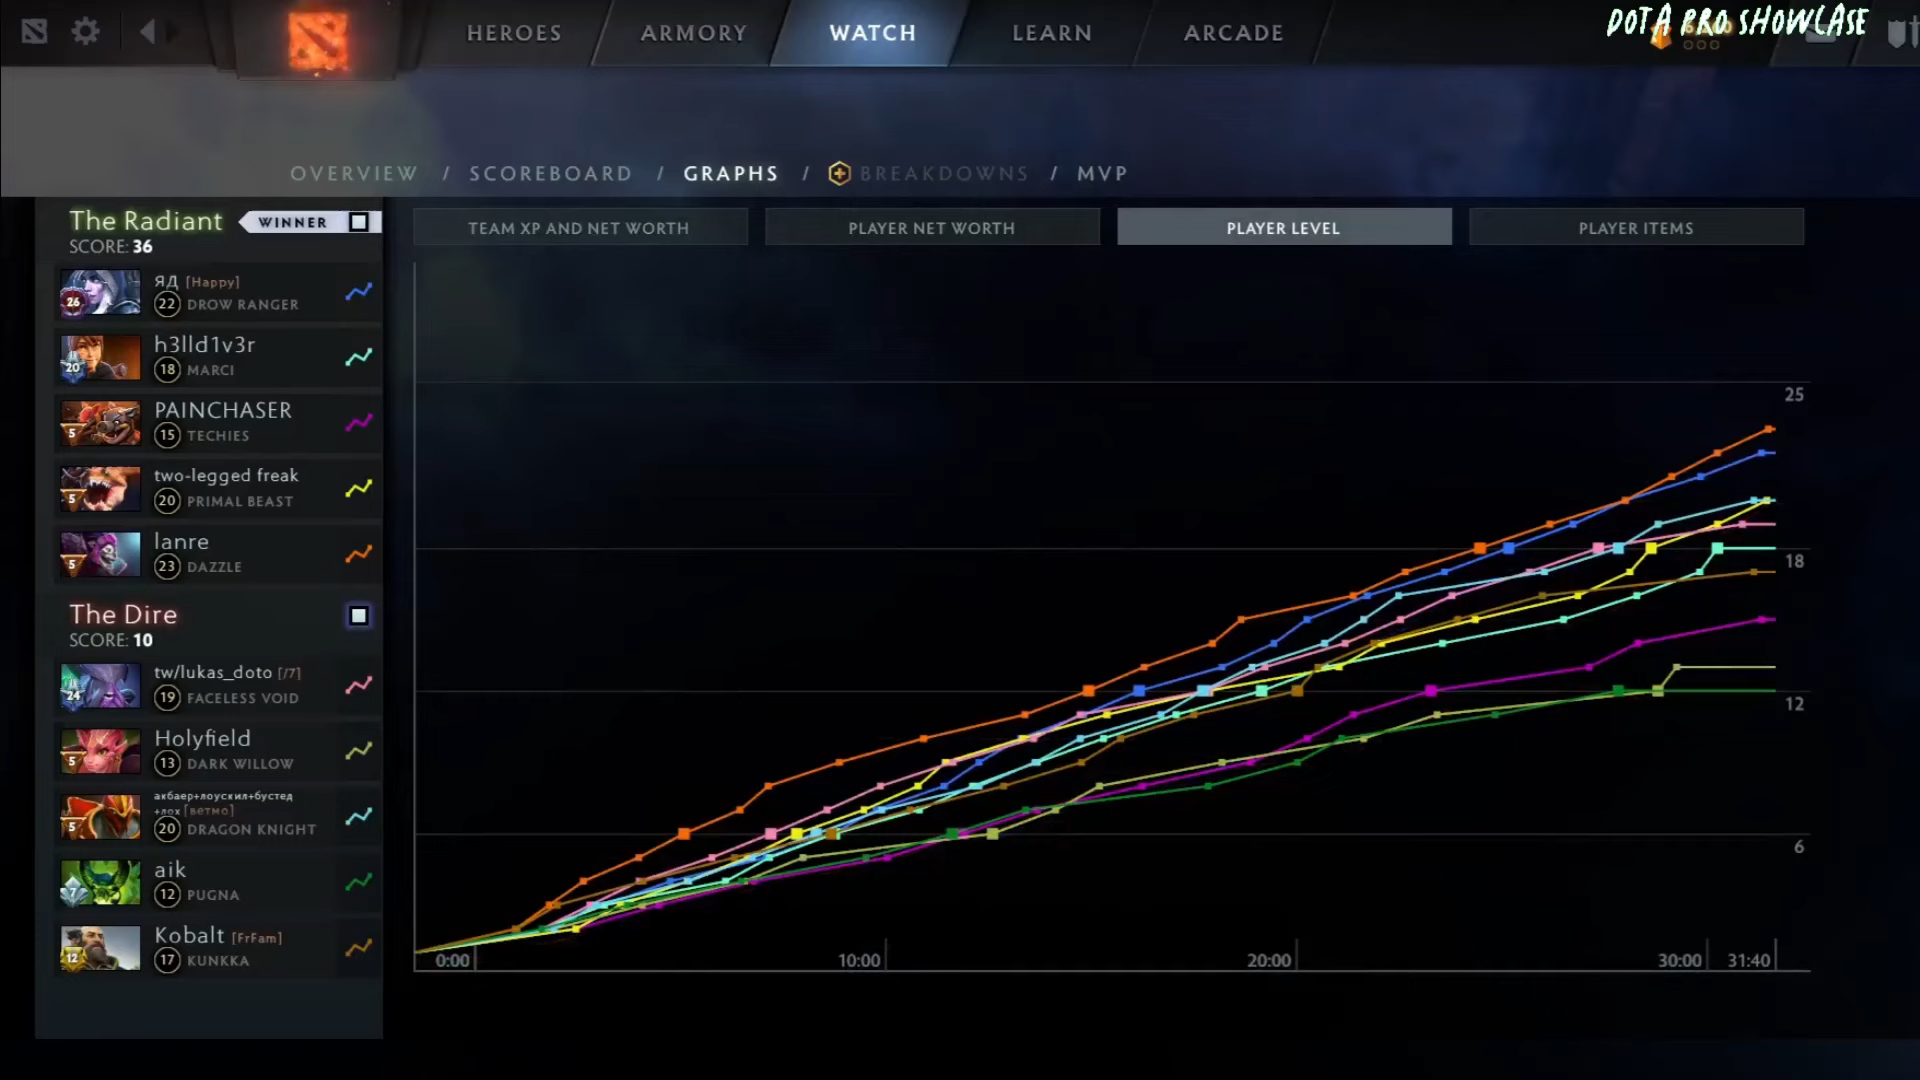 HEROES
ARMORY
WATCH
LEARN
ARCADE
DOTA PRO SHOWCASE
OVERVIEW / SCOREBOARD / GRAPHS / BREAKDOWNS / MVP
The Radiant
WINNER
SCORE: 36
TEAM XP AND NET WORTH
PLAYER NET WORTH
PLAYER LEVEL
PLAYER ITEMS
ЯД [Happy]
26
22 DROW RANGER
h3lld1v3r
20
18 MARCI
PAINCHASER
5
15 TECHIES
two-legged freak
5
20 PRIMAL BEAST
lanre
5
23 DAZZLE
The Dire
SCORE: 10
tw/lukas_doto [/7]
24
19 FACELESS VOID
Holyfield
5
13 DARK WILLOW
акбаер+лоускил+бустед
+лох [ветмо]
5
20 DRAGON KNIGHT
aik
7
12 PUGNA
Kobalt [FrFam]
12
17 KUNKKA
25
18
12
6
0:00
10:00
20:00
30:00
31:40